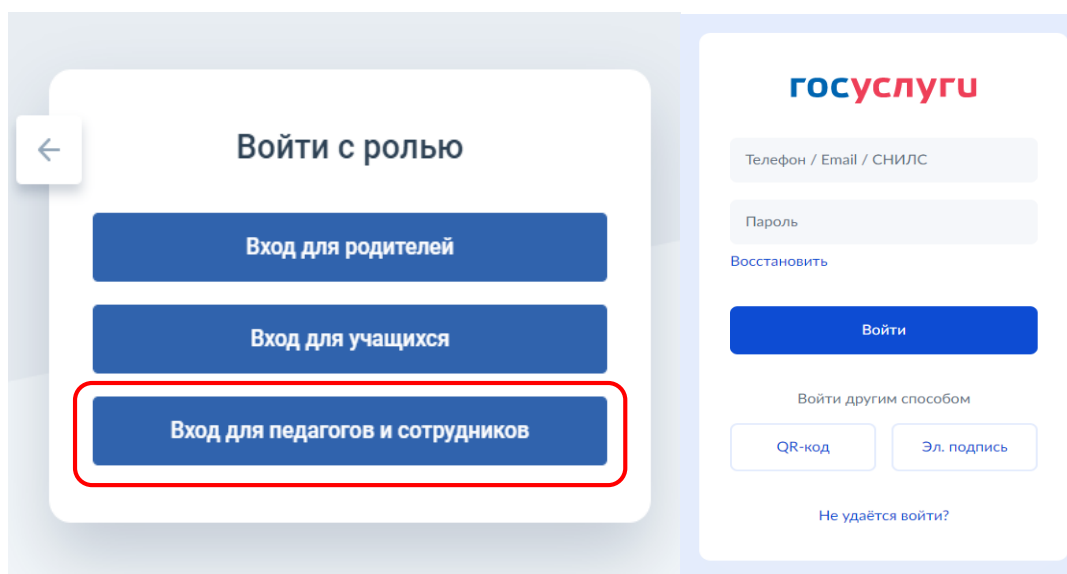 Войти с ролью
Вход для родителей
Вход для учащихся
Вход для педагогов и сотрудников
госуслуги
Телефон / Email / СНИЛС
Пароль
Восстановить
Войти
Войти другим способом
QR-код
Эл. подпись
Не удаётся войти?